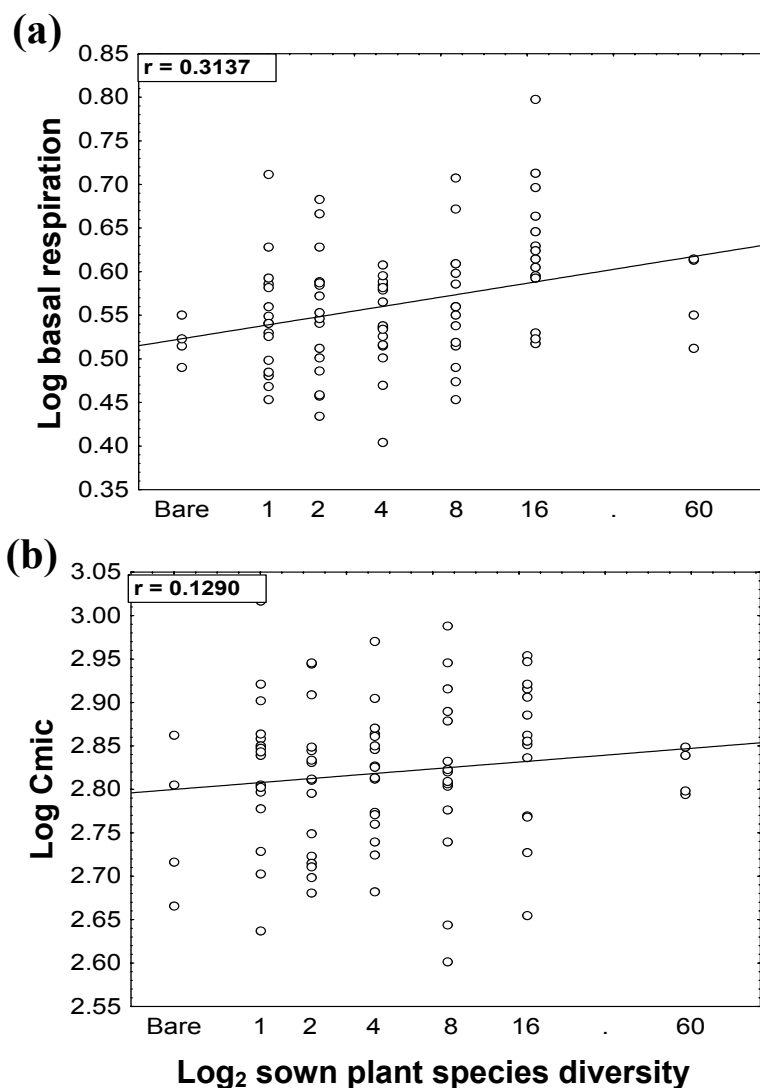 (a)
0.85
r = 0.3137
0.80
0.75
0.70
0.65
0.60
0.55
0.50
0.45
0.40
0.35
Log basal respiration
Bare 1 2 4 8 16 . 60
(b)
3.05
r = 0.1290
3.00
2.95
2.90
2.85
2.80
2.75
2.70
2.65
2.60
2.55
Log Cmic
Bare 1 2 4 8 16 . 60
Log₂ sown plant species diversity